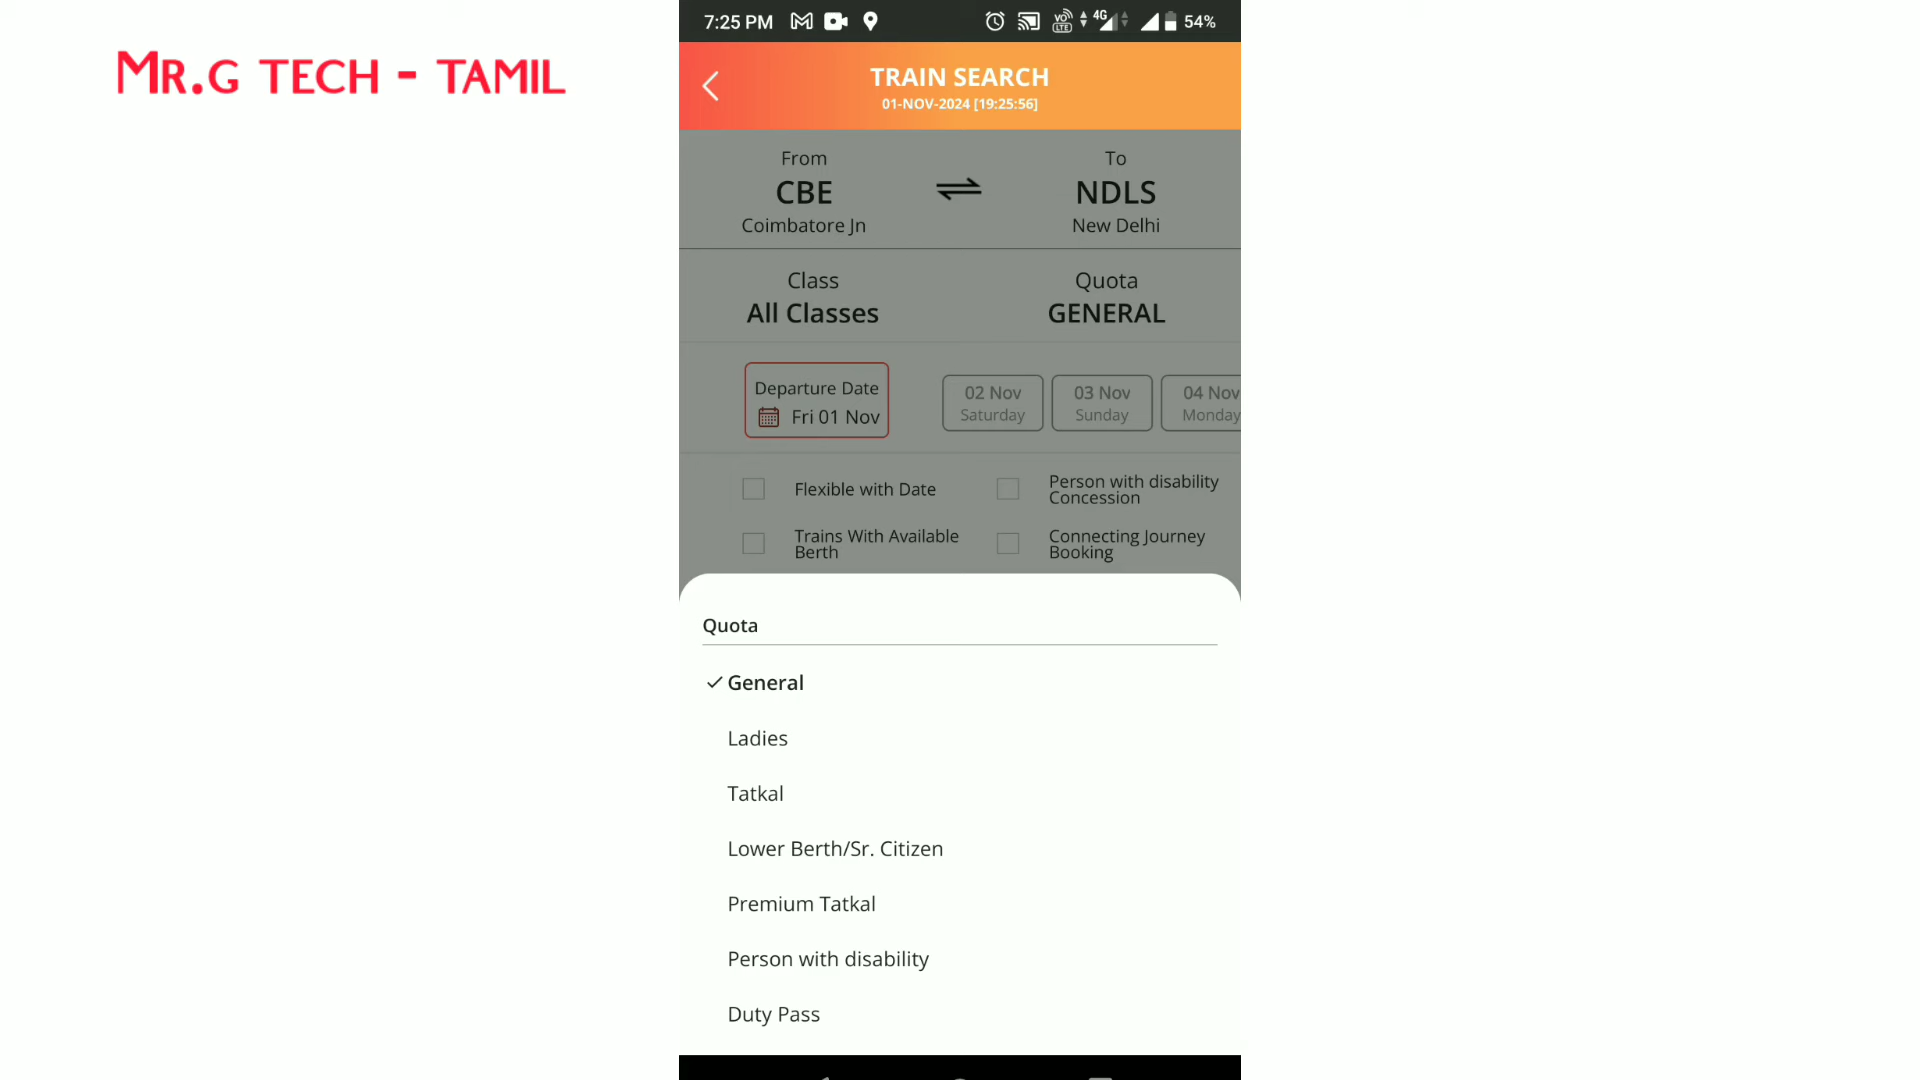 MR.G TECH - TAMIL
7:25 PM
VO LTE 4G 54%
TRAIN SEARCH
01-NOV-2024 [19:25:56]
From To
CBE NDLS
Coimbatore Jn New Delhi
Class Quota
All Classes GENERAL
Departure Date 02 Nov 03 Nov 04 Nov
Fri 01 Nov Saturday Sunday Monday
Flexible with Date
Person with disability
Concession
Trains With Available
Berth
Connecting Journey
Booking
Quota
General
Ladies
Tatkal
Lower Berth/Sr. Citizen
Premium Tatkal
Person with disability
Duty Pass